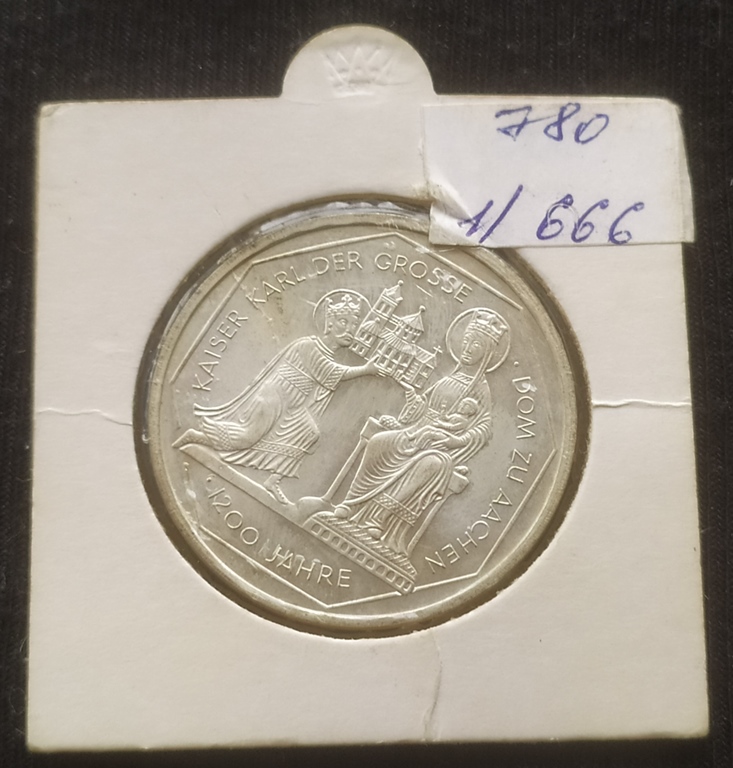 780
1/666
KAISER KARL DER GROSSE
· DOM ZU AACHEN
· 1200 JAHRE